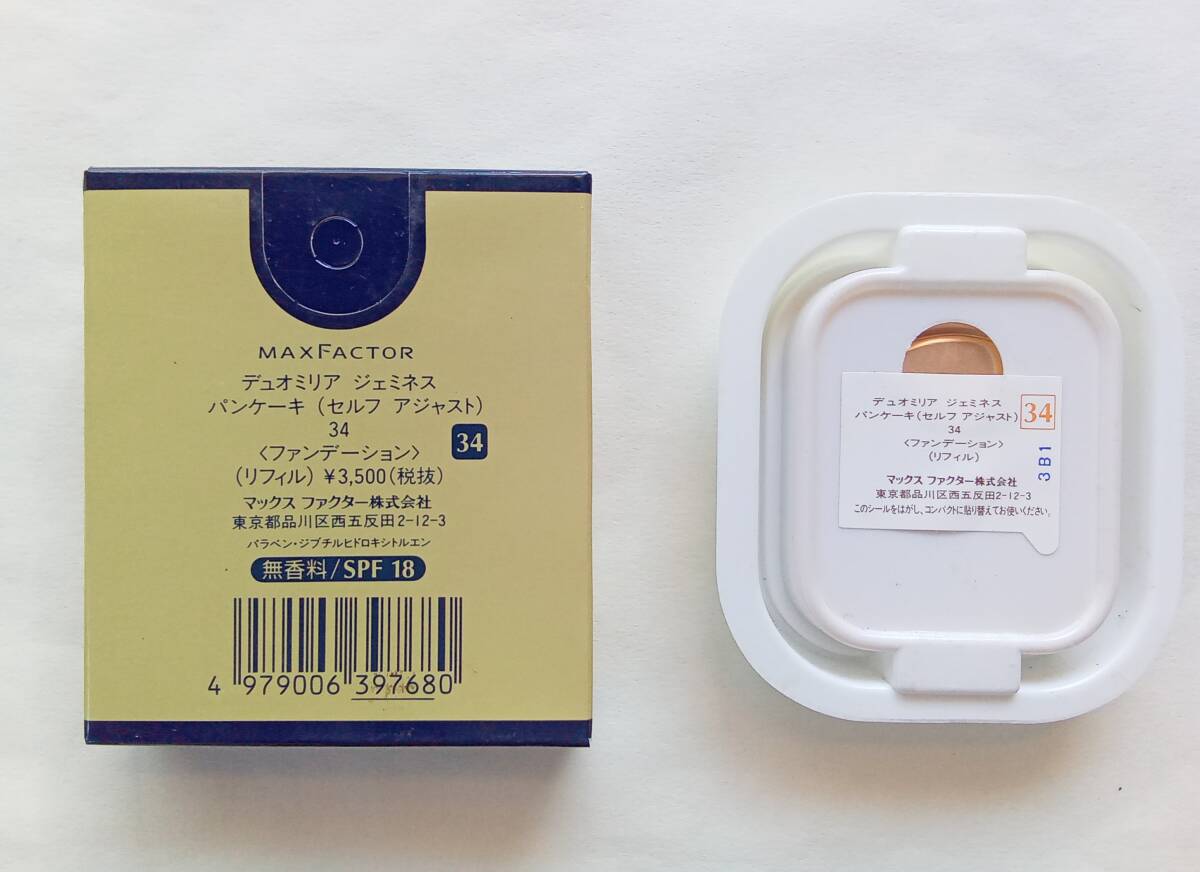 MAXFACTOR
デュオミリア ジェミネス
パンケーキ（セルフ アジャスト）
34
34
〈ファンデーション〉
（リフィル）¥3,500（税抜）
マックス ファクター株式会社
東京都品川区西五反田2-12-3
パラベン・ジブチルヒドロキシトルエン
無香料/SPF 18
4 979006 397680
デュオミリア ジェミネス
パンケーキ（セルフ アジャスト）
34
34
〈ファンデーション〉
（リフィル）
3B1
マックス ファクター株式会社
東京都品川区西五反田2-12-3
このシールをはがし、コンパクトに貼り替えてお使いください。